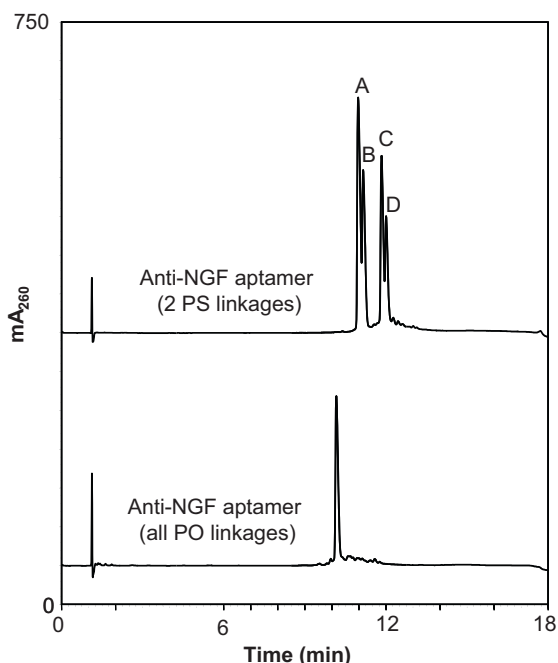 750
A
C
B
D
Anti-NGF aptamer
(2 PS linkages)
mA260
Anti-NGF aptamer
(all PO linkages)
0
0 6 12 18
Time (min)